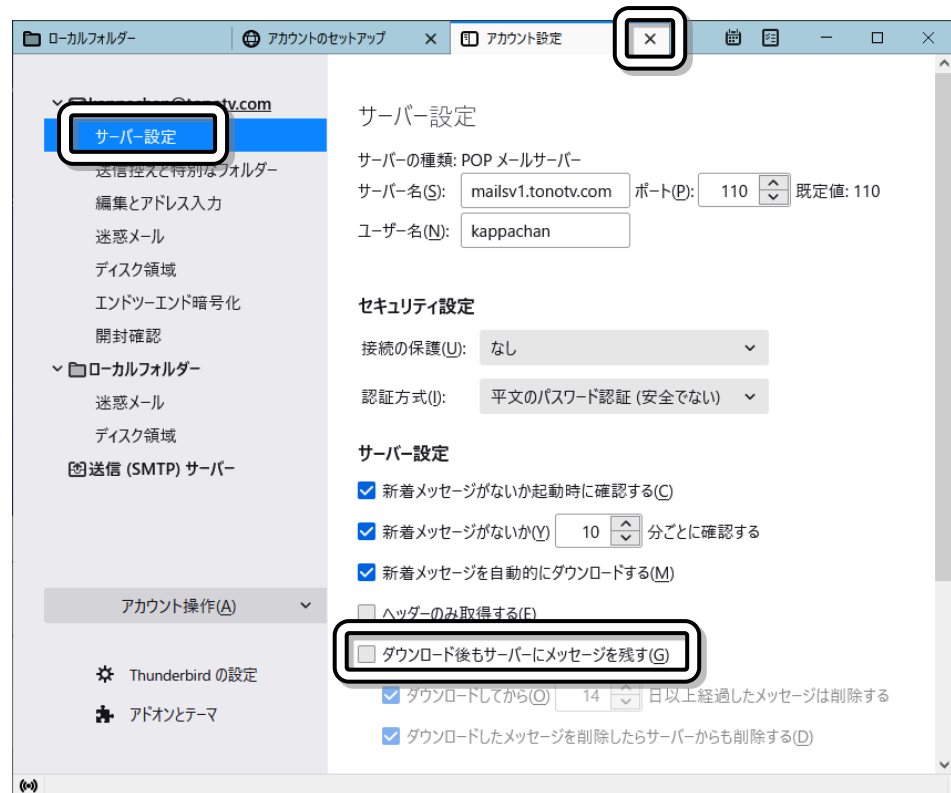 ローカルフォルダー
アカウントのセットアップ
アカウント設定
kappachan@tonotv.com
サーバー設定
送信控えと特別なフォルダー
編集とアドレス入力
迷惑メール
ディスク領域
エンドツーエンド暗号化
開封確認
ローカルフォルダー
迷惑メール
ディスク領域
送信 (SMTP) サーバー
アカウント操作(A)
Thunderbird の設定
アドオンとテーマ
サーバー設定
サーバーの種類: POP メールサーバー
サーバー名(S): mailsv1.tonotv.com ポート(P): 110 既定値: 110
ユーザー名(N): kappachan
セキュリティ設定
接続の保護(U): なし
認証方式(I): 平文のパスワード認証 (安全でない)
サーバー設定
新着メッセージがないか起動時に確認する(C)
新着メッセージがないか(Y) 10 分ごとに確認する
新着メッセージを自動的にダウンロードする(M)
ヘッダーのみ取得する(F)
ダウンロード後もサーバーにメッセージを残す(G)
ダウンロードしてから(O) 14 日以上経過したメッセージは削除する
ダウンロードしたメッセージを削除したらサーバーからも削除する(D)